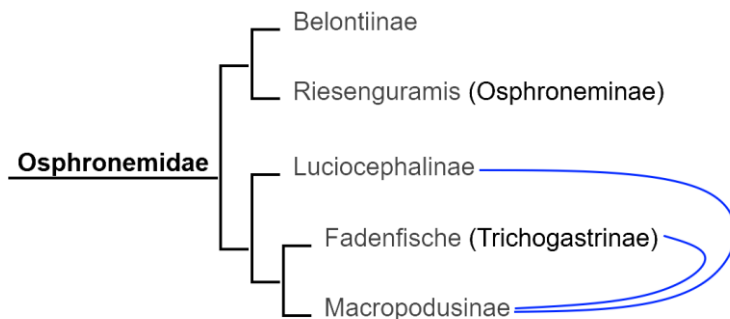 Belontiinae
Riesenguramis (Osphroneminae)
Osphronemidae
Luciocephalinae
Fadenfische (Trichogastrinae)
Macropodusinae